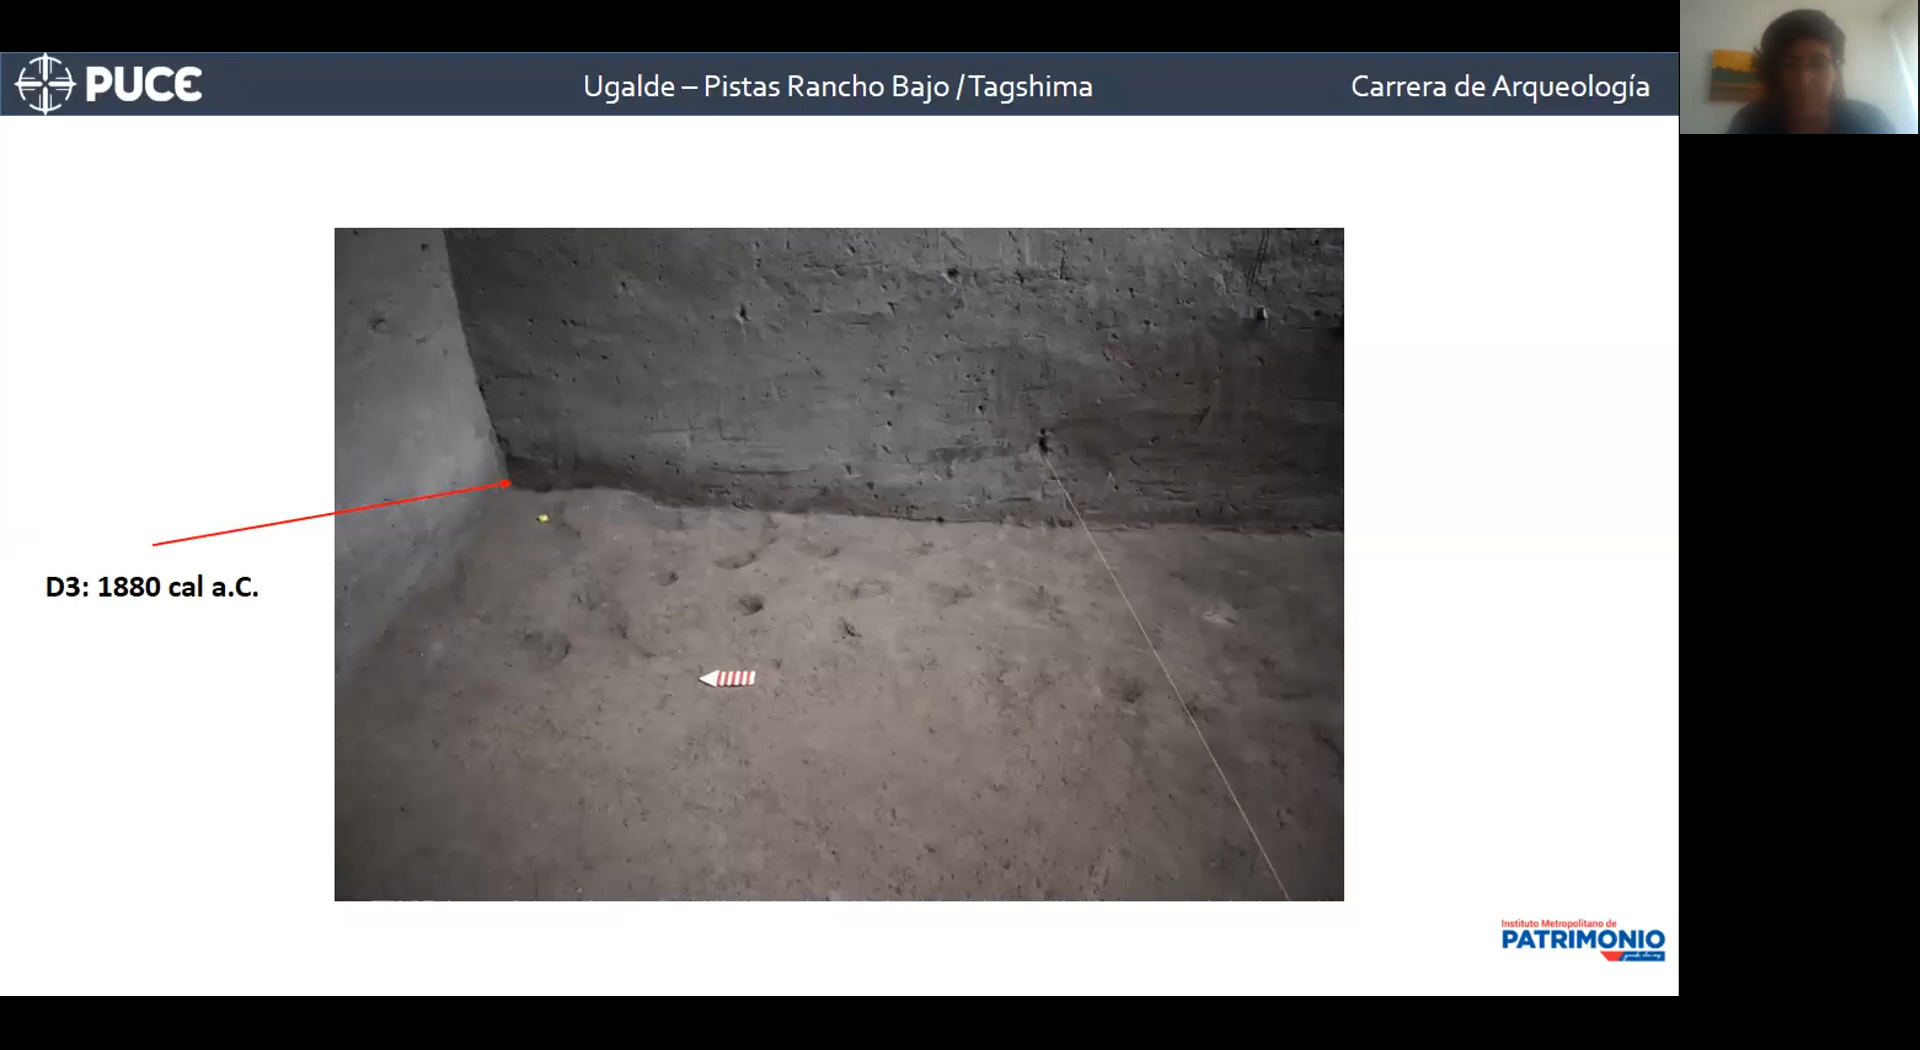 PUCE
Ugalde – Pistas Rancho Bajo / Tagshima
Carrera de Arqueología
D3: 1880 cal a.C.
Instituto Metropolitano de
PATRIMONIO